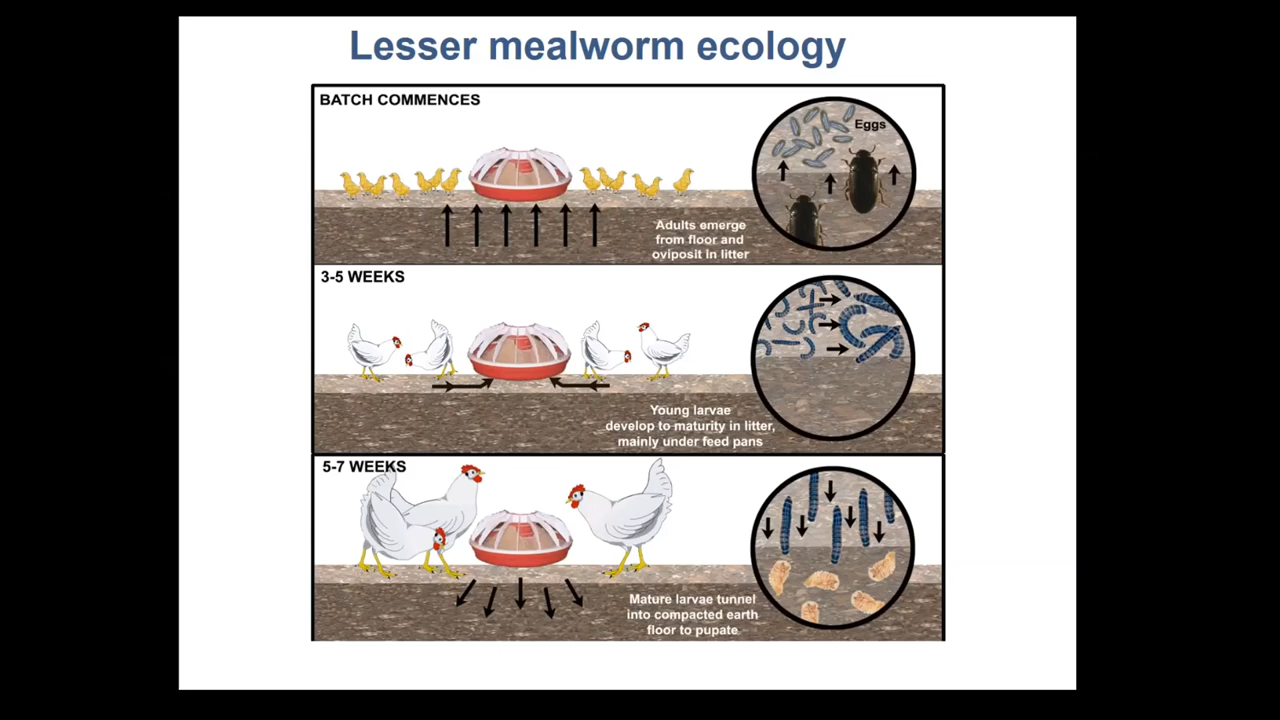 Lesser mealworm ecology
BATCH COMMENCES
Eggs
Adults emerge
from floor and
oviposit in litter
3-5 WEEKS
Young larvae
develop to maturity in litter,
mainly under feed pans
5-7 WEEKS
Mature larvae tunnel
into compacted earth
floor to pupate